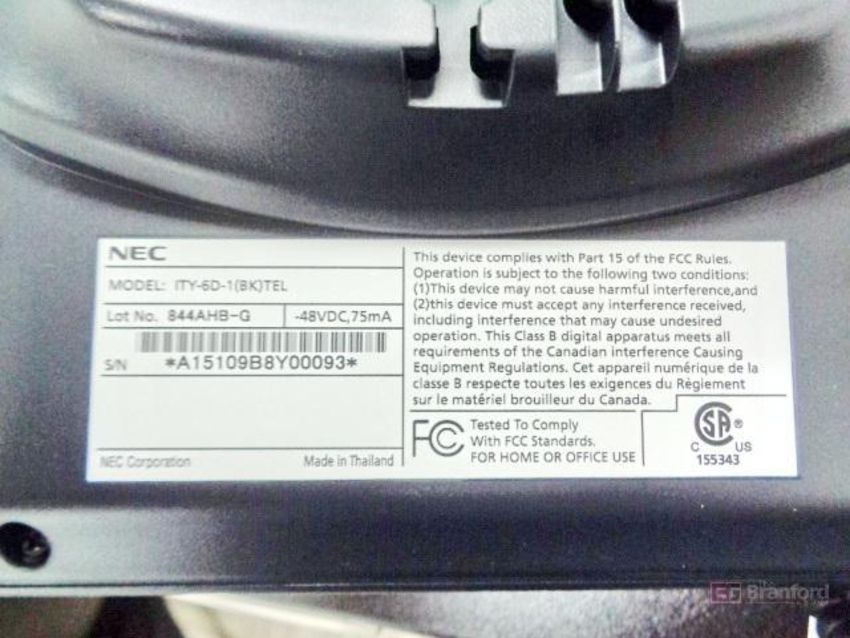 NEC
MODEL: ITY-6D-1(BK)TEL
Lot No. 844AHB-G
-48VDC,75mA
S/N *A15109B8Y00093*
NEC Corporation
Made in Thailand
This device complies with Part 15 of the FCC Rules.
Operation is subject to the following two conditions:
(1)This device may not cause harmful interference,and
(2)this device must accept any interference received,
including interference that may cause undesired
operation. This Class B digital apparatus meets all
requirements of the Canadian interference Causing
Equipment Regulations. Cet appareil numérique de la
classe B respecte toutes les exigences du Règlement
sur le matériel brouilleur du Canada.
FC
Tested To Comply
With FCC Standards.
FOR HOME OR OFFICE USE
SA®
C US
155343
The
Branford